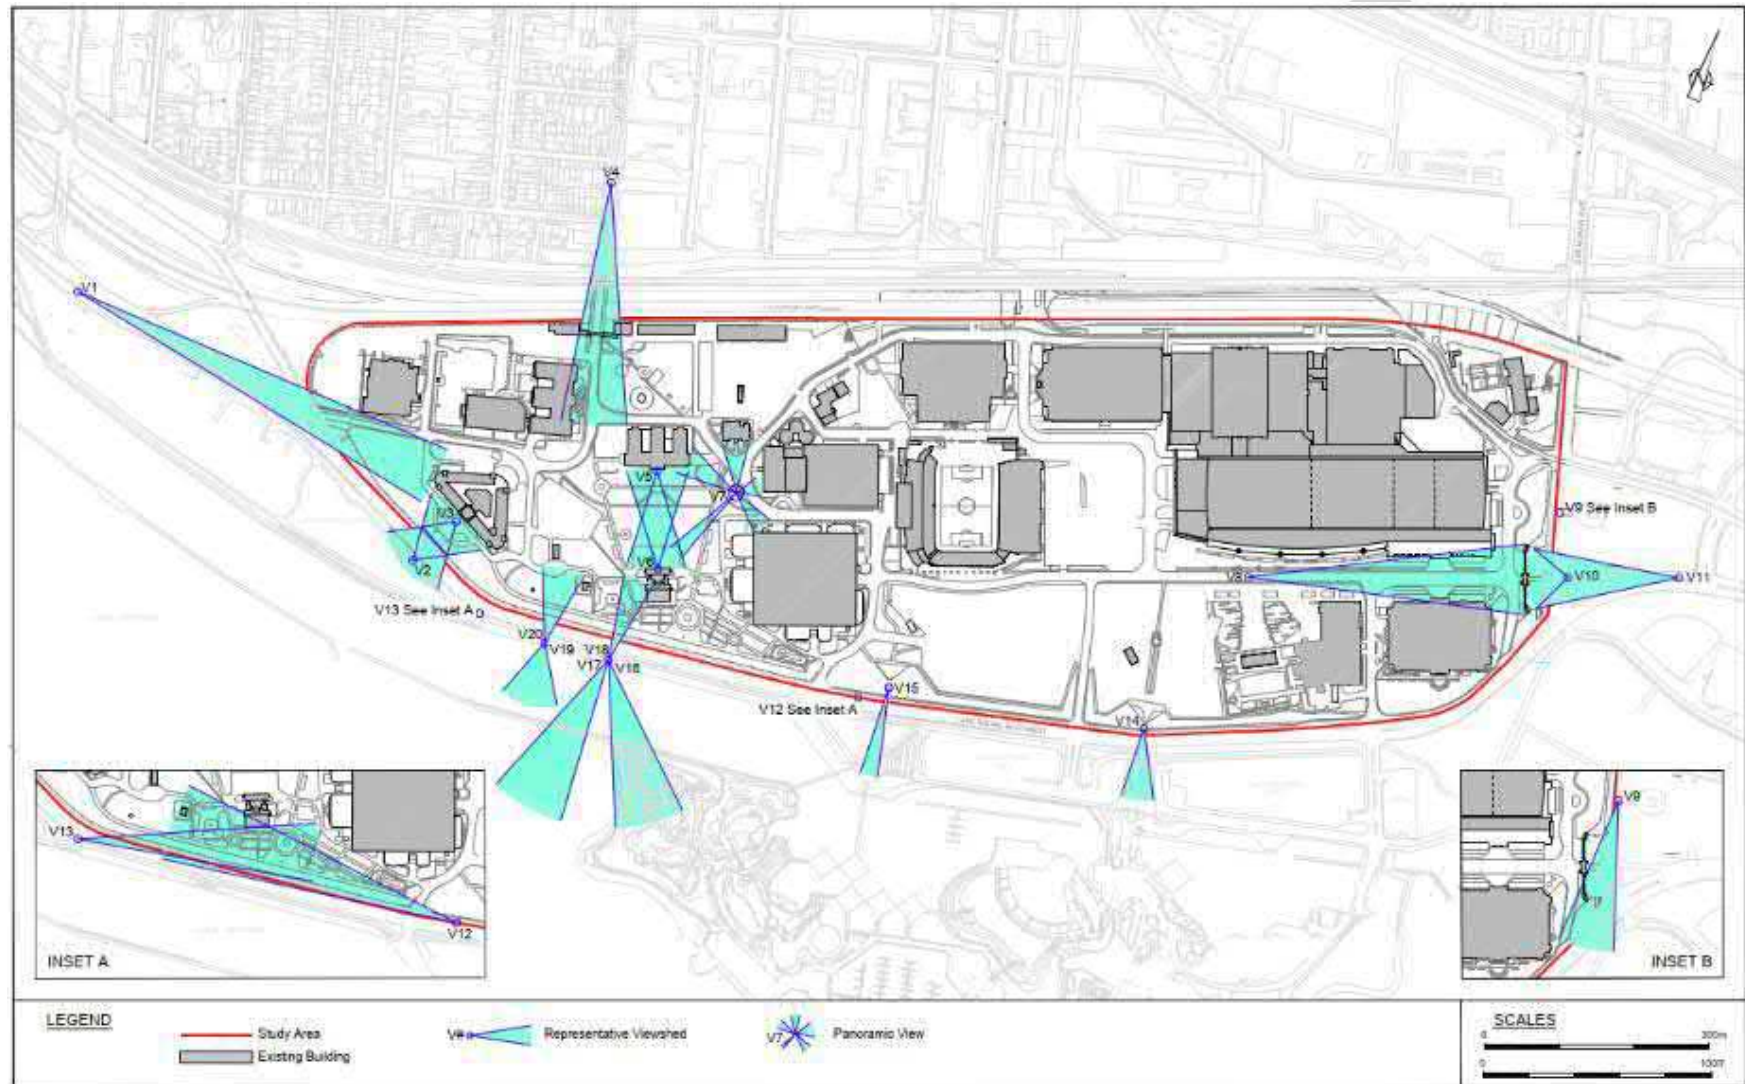 V4
V1
V5
V7
V3
V9 See Inset B
V6
V2
V8
V10
V11
V13 See Inset A
V20
V19
V18
V17
V16
V15
V12 See Inset A
V14
V13
V12
INSET A
V9
INSET B
LEGEND
Study Area
Existing Building
Representative Viewshed
V7
Panoramic View
SCALES
0
0